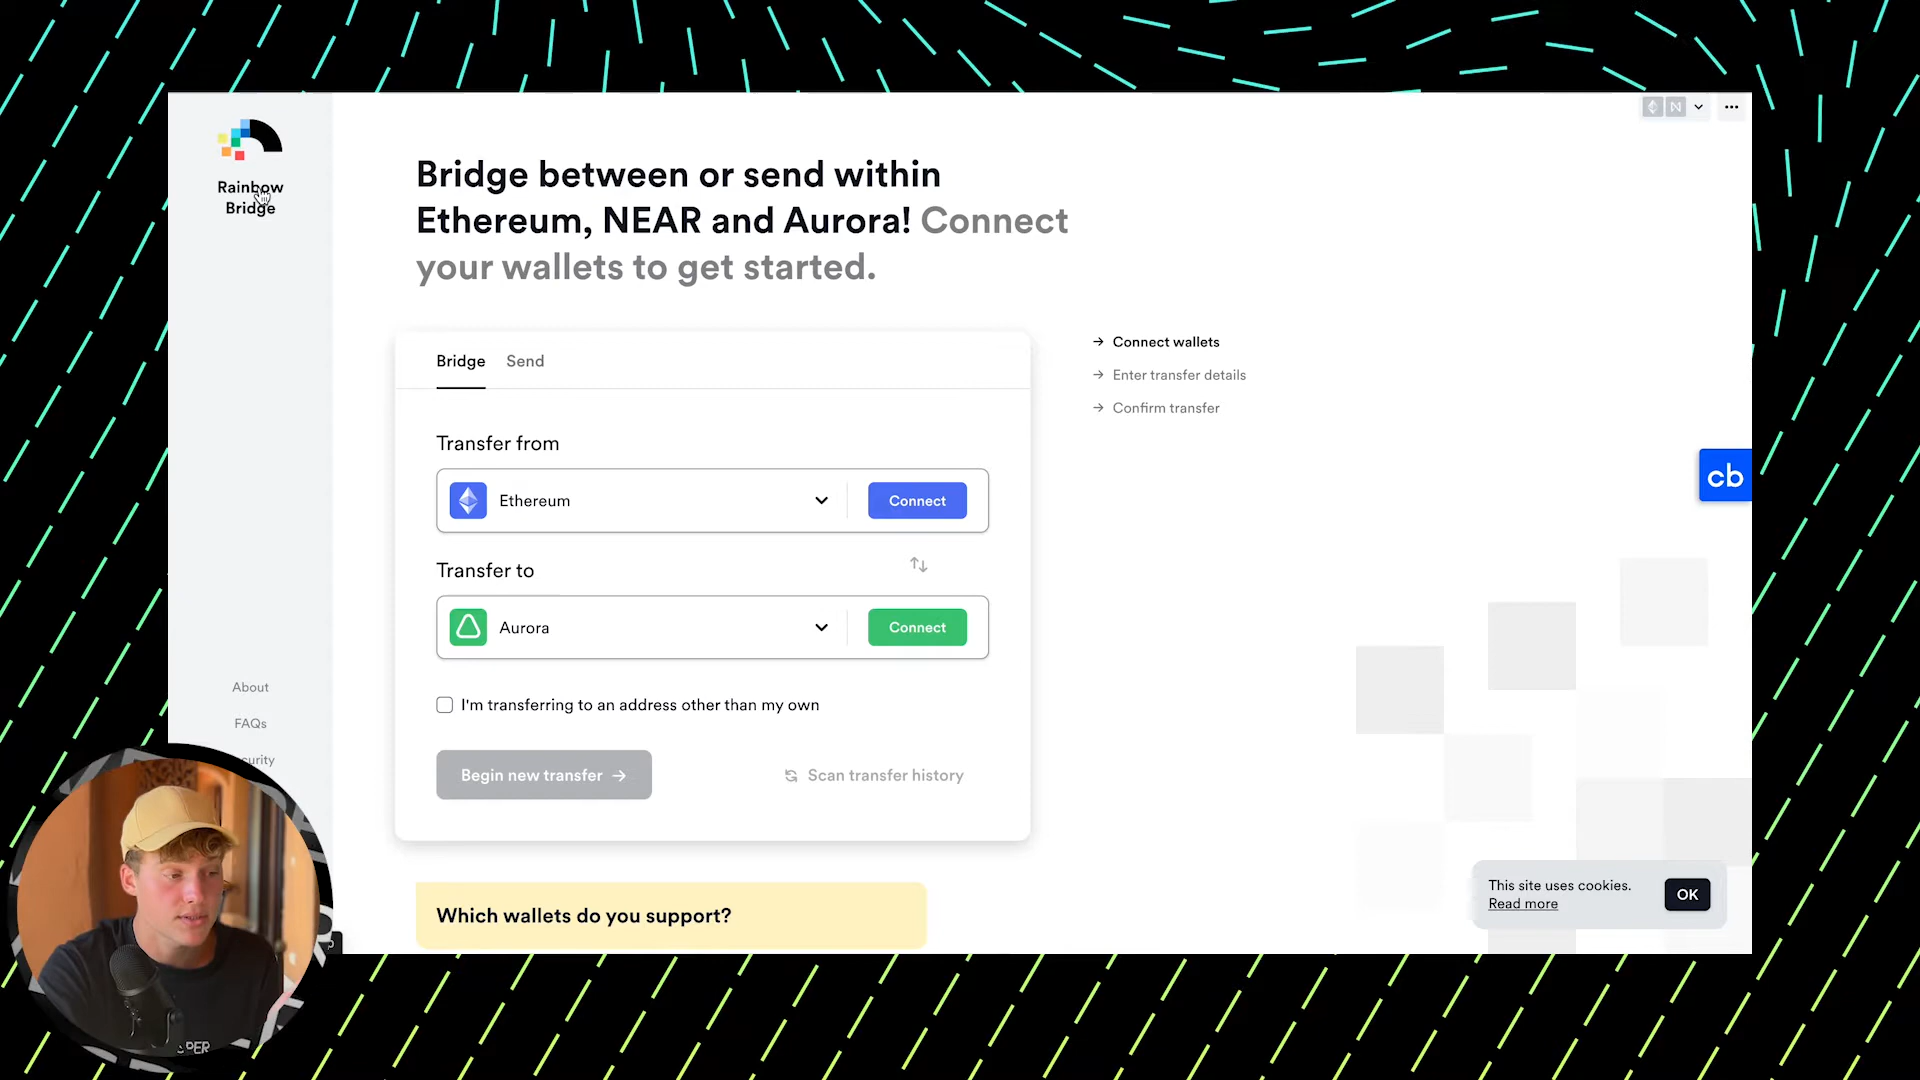 Rainbow
Bridge
Bridge between or send within
Ethereum, NEAR and Aurora! Connect
your wallets to get started.
Bridge
Send
Connect wallets
Enter transfer details
Confirm transfer
Transfer from
Ethereum
Connect
Transfer to
Aurora
Connect
I'm transferring to an address other than my own
Begin new transfer
Scan transfer history
cb
About
FAQs
curity
Which wallets do you support?
This site uses cookies.
Read more
OK